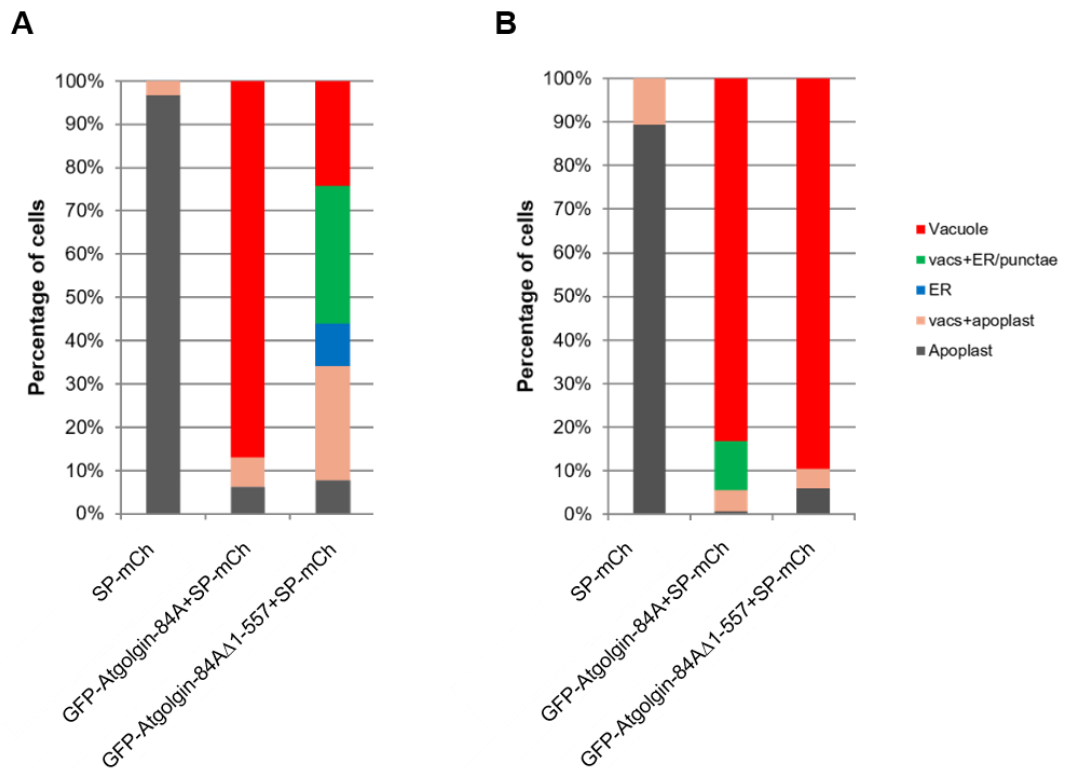 A
Percentage of cells
100%
90%
80%
70%
60%
50%
40%
30%
20%
10%
0%
SP-mCh
GFP-Atgolgin-84A+SP-mCh
GFP-Atgolgin-84AΔ1-557+SP-mCh
B
Percentage of cells
100%
90%
80%
70%
60%
50%
40%
30%
20%
10%
0%
SP-mCh
GFP-Atgolgin-84A+SP-mCh
GFP-Atgolgin-84AΔ1-557+SP-mCh
Vacuole
vacs+ER/punctae
ER
vacs+apoplast
Apoplast